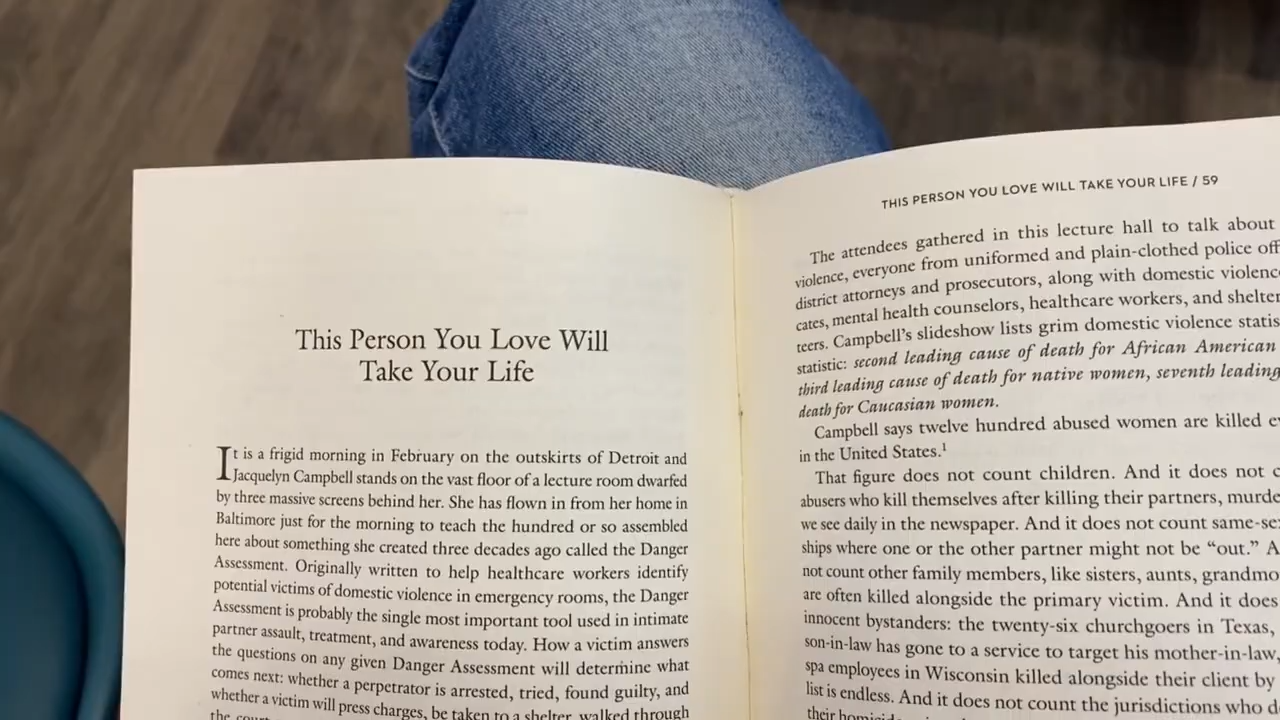 This Person You Love Will
Take Your Life
It is a frigid morning in February on the outskirts of Detroit and
Jacquelyn Campbell stands on the vast floor of a lecture room dwarfed
by three massive screens behind her. She has flown in from her home in
Baltimore just for the morning to teach the hundred or so assembled
here about something she created three decades ago called the Danger
Assessment. Originally written to help healthcare workers identify
potential victims of domestic violence in emergency rooms, the Danger
Assessment is probably the single most important tool used in intimate
partner assault, treatment, and awareness today. How a victim answers
the questions on any given Danger Assessment will determine what
comes next: whether a perpetrator is arrested, tried, found guilty, and
whether a victim will press charges, be taken to a shelter, walked through
the
THIS PERSON YOU LOVE WILL TAKE YOUR LIFE / 59
The attendees gathered in this lecture hall to talk about
violence, everyone from uniformed and plain-clothed police off
district attorneys and prosecutors, along with domestic violence
cates, mental health counselors, healthcare workers, and shelter
teers. Campbell's slideshow lists grim domestic violence statis
statistic: second leading cause of death for African American
third leading cause of death for native women, seventh leading
death for Caucasian women.
Campbell says twelve hundred abused women are killed e
in the United States.¹
That figure does not count children. And it does not c
abusers who kill themselves after killing their partners, murde
we see daily in the newspaper. And it does not count same-se
ships where one or the other partner might not be "out." A
not count other family members, like sisters, aunts, grandmo
are often killed alongside the primary victim. And it does
innocent bystanders: the twenty-six churchgoers in Texas,
son-in-law has gone to a service to target his mother-in-law,
spa employees in Wisconsin killed alongside their client by
list is endless. And it does not count the jurisdictions who d
their